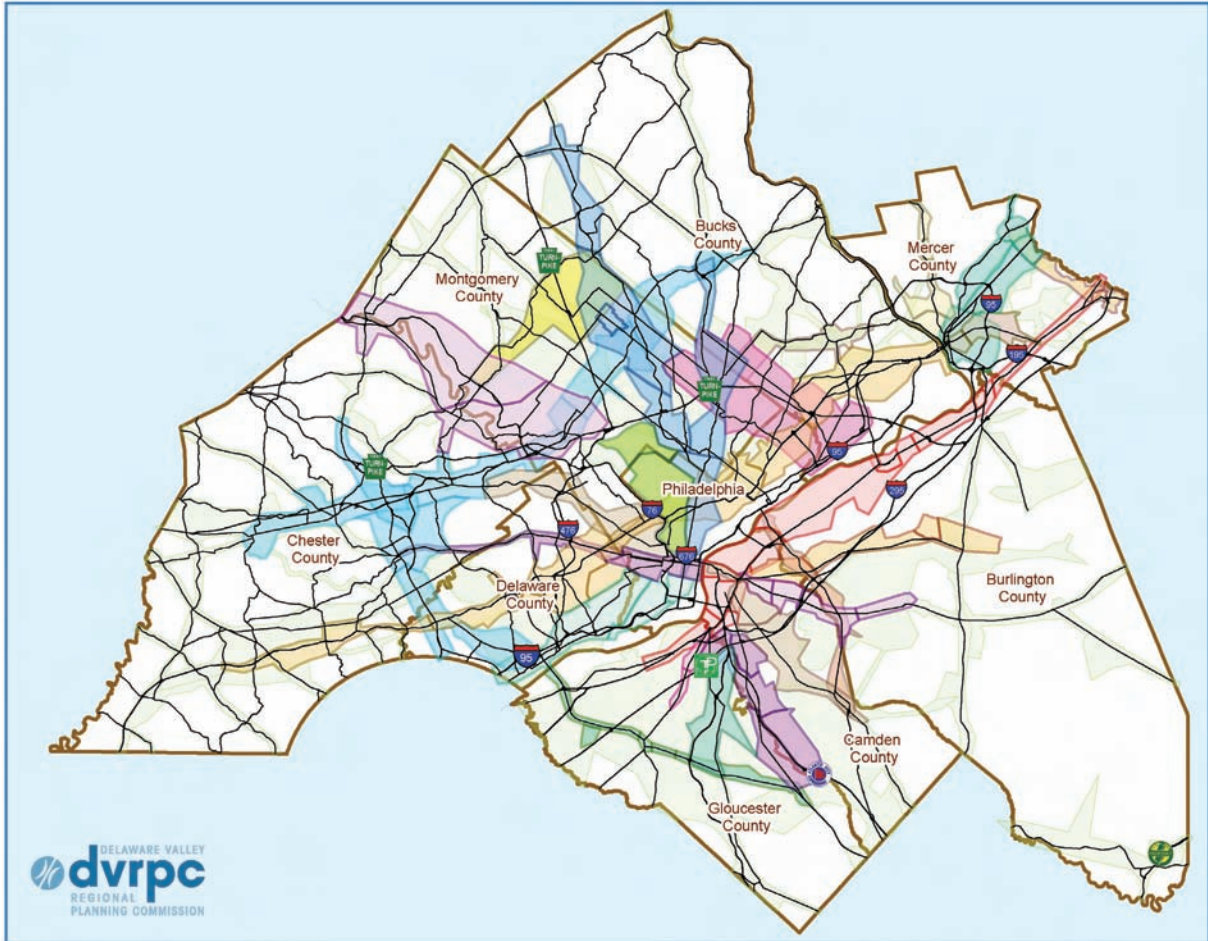 Bucks
County
Mercer
County
TURN-
PIKE
Montgomery
County
95
195
TURN-
PIKE
95
TURN-
PIKE
295
Philadelphia
76
476
Chester
County
676
Delaware
County
Burlington
County
95
Camden
County
Gloucester
County
DELAWARE VALLEY
dvrpc
REGIONAL
PLANNING COMMISSION